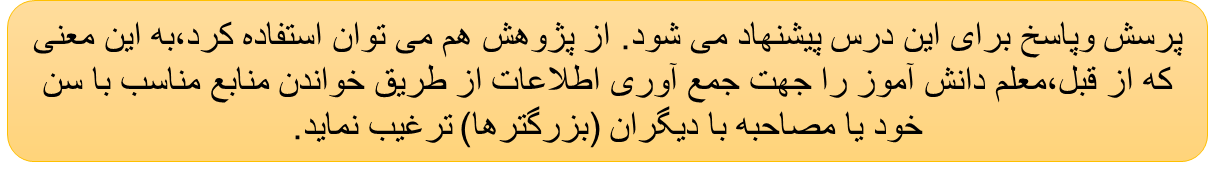 پرسش وپاسخ برای این درس پیشنهاد می شود. از پژوهش هم می توان استفاده کرد،به این معنی
که از قبل،معلم دانش آموز را جهت جمع آوری اطلاعات از طریق خواندن منابع مناسب با سن
خود یا مصاحبه با دیگران (بزرگترها) ترغیب نماید.